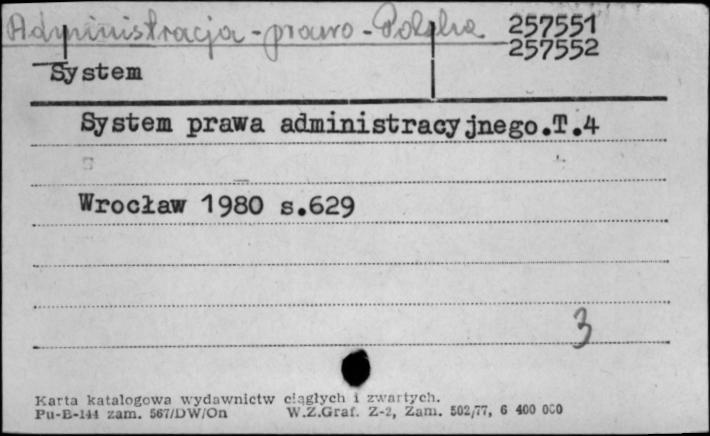 Administracja - prawo - Polska 257551
257552
System
System prawa administracyjnego.T.4
Wrocław 1980 s.629
3
Karta katalogowa wydawnictw ciągłych i zwartych.
Pu-B-144 zam. 567/DW/On W.Z.Graf. Z-2, Zam. 502/77, 6 400 000